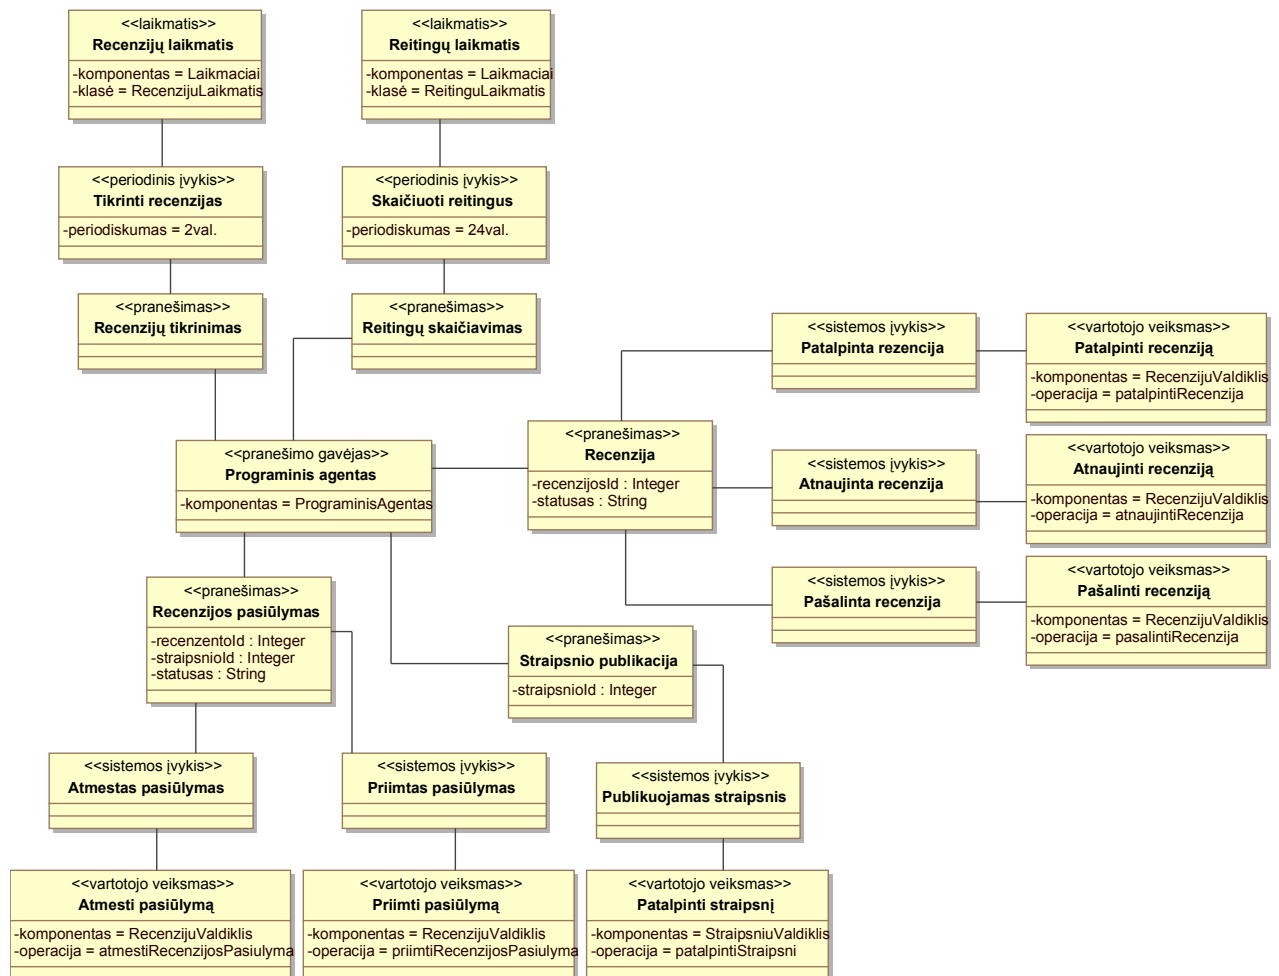 <<laikmatis>>
Recenzijų laikmatis
-komponentas = Laikmaciai
-klasė = RecenzijuLaikmatis
<<laikmatis>>
Reitingų laikmatis
-komponentas = Laikmaciai
-klasė = ReitinguLaikmatis
<<periodinis įvykis>>
Tikrinti recenzijas
-periodiskumas = 2val.
<<periodinis įvykis>>
Skaičiuoti reitingus
-periodiskumas = 24val.
<<pranešimas>>
Recenzijų tikrinimas
<<pranešimas>>
Reitingų skaičiavimas
<<sistemos įvykis>>
Patalpinta rezencija
<<vartotojo veiksmas>>
Patalpinti recenziją
-komponentas = RecenzijuValdiklis
-operacija = patalpintiRecenzija
<<pranešimo gavėjas>>
Programinis agentas
-komponentas = PrograminisAgentas
<<pranešimas>>
Recenzija
-recenzijosId : Integer
-statusas : String
<<sistemos įvykis>>
Atnaujinta recenzija
<<vartotojo veiksmas>>
Atnaujinti recenziją
-komponentas = RecenzijuValdiklis
-operacija = atnaujintiRecenzija
<<sistemos įvykis>>
Pašalinta recenzija
<<vartotojo veiksmas>>
Pašalinti recenziją
-komponentas = RecenzijuValdiklis
-operacija = pasalintiRecenzija
<<pranešimas>>
Recenzijos pasiūlymas
-recenzentoId : Integer
-straipsnioId : Integer
-statusas : String
<<pranešimas>>
Straipsnio publikacija
-straipsnioId : Integer
<<sistemos įvykis>>
Atmestas pasiūlymas
<<sistemos įvykis>>
Priimtas pasiūlymas
<<sistemos įvykis>>
Publikuojamas straipsnis
<<vartotojo veiksmas>>
Atmesti pasiūlymą
-komponentas = RecenzijuValdiklis
-operacija = atmestiRecenzijosPasiulyma
<<vartotojo veiksmas>>
Priimti pasiūlymą
-komponentas = RecenzijuValdiklis
-operacija = priimtiRecenzijosPasiulyma
<<vartotojo veiksmas>>
Patalpinti straipsnį
-komponentas = StraipsniuValdiklis
-operacija = patalpintiStraipsni